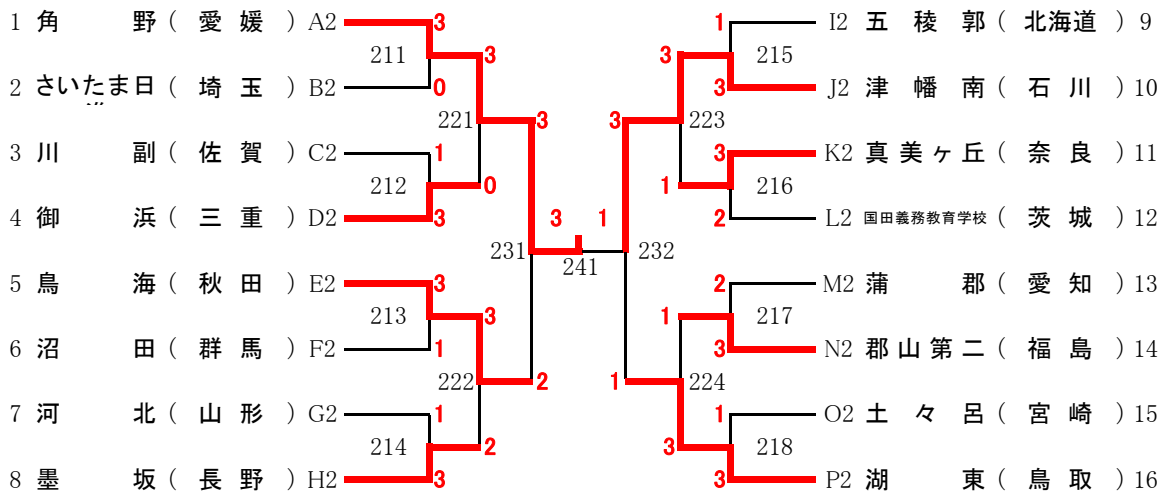 1 角 野 ( 愛 媛 ) A2 3
211 3
2 さいたま日 ( 埼 玉 ) B2 0
221 3
3 川 副 ( 佐 賀 ) C2 1
212 0
4 御 浜 ( 三 重 ) D2 3
231
5 鳥 海 ( 秋 田 ) E2 3
213 3
6 沼 田 ( 群 馬 ) F2 1
222 2
7 河 北 ( 山 形 ) G2 1
214 2
8 墨 坂 ( 長 野 ) H2 3
3 1
241
1 I2 五 稜 郭 ( 北海道 ) 9
3 215
3 J2 津 幡 南 ( 石 川 ) 10
3 223
3 K2 真 美 ヶ 丘 ( 奈 良 ) 11
1 216
2 L2 国田義務教育学校 ( 茨 城 ) 12
232
2 M2 蒲 郡 ( 愛 知 ) 13
1 217
3 N2 郡 山 第 二 ( 福 島 ) 14
1 224
1 O2 土 々 呂 ( 宮 崎 ) 15
3 218
3 P2 湖 東 ( 鳥 取 ) 16